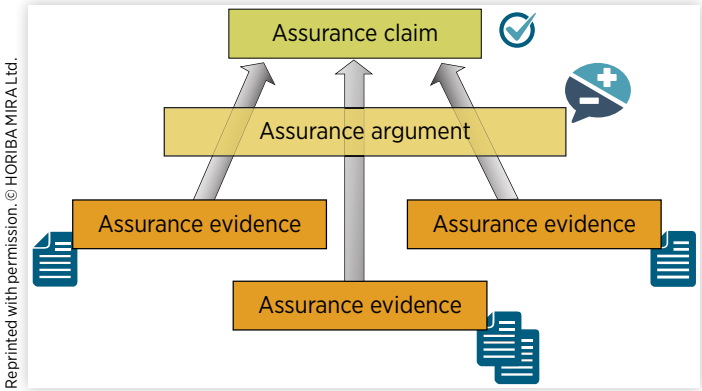 Assurance claim
Assurance argument
Assurance evidence
Assurance evidence
Assurance evidence
Reprinted with permission. © HORIBA MIRA Ltd.